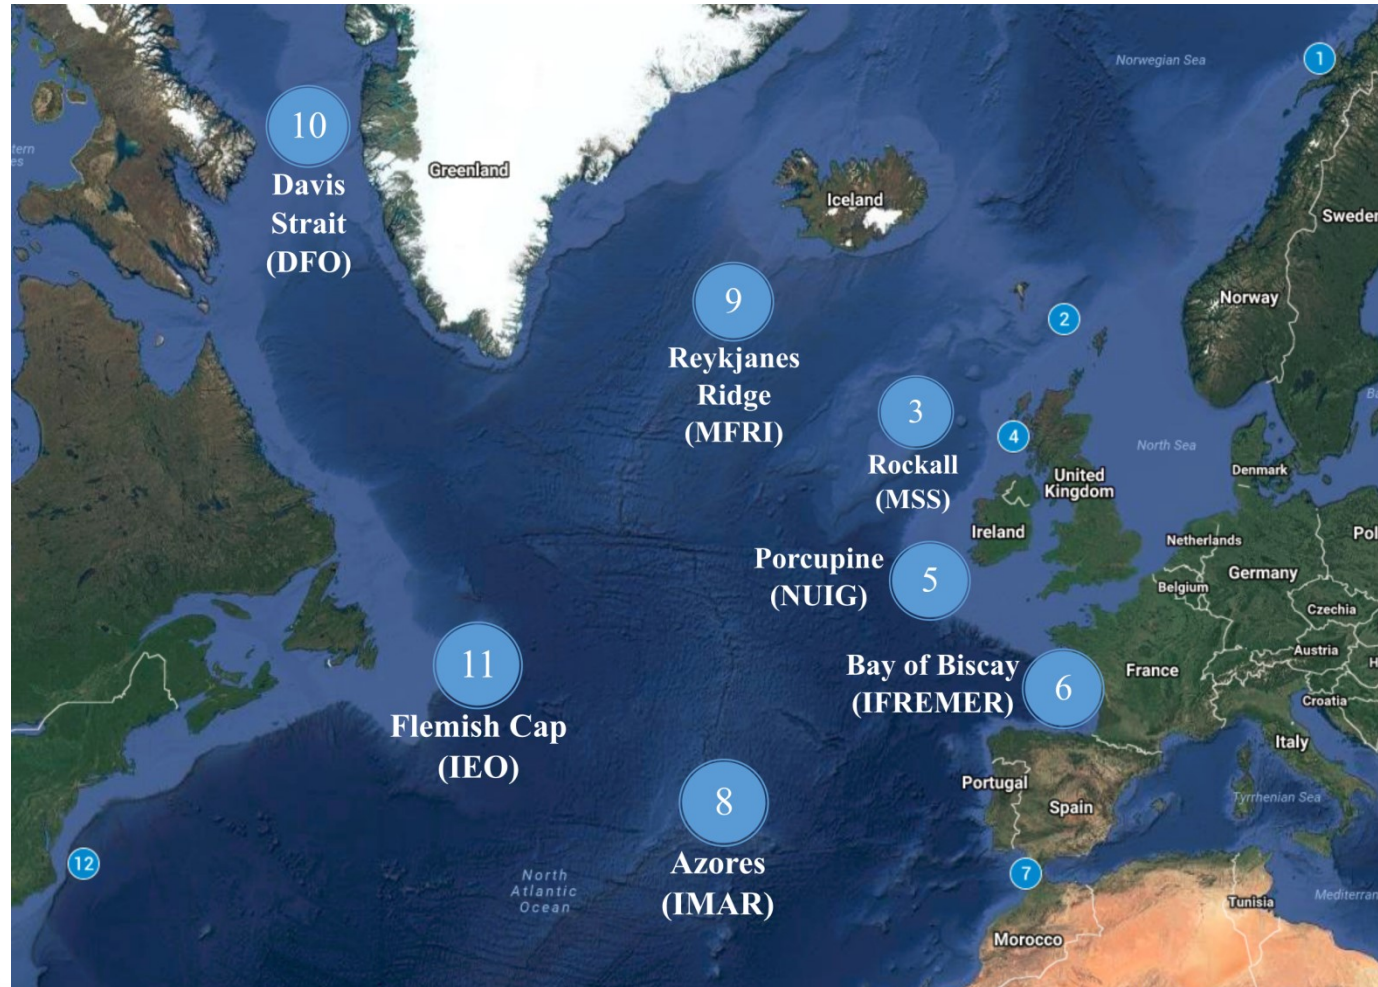 Norwegian Sea
1
10
Davis
Strait
(DFO)
Greenland
Iceland
Norway
9
Reykjanes
Ridge
(MFRI)
2
3
Rockall
(MSS)
4
North Sea
United
Kingdom
Denmark
Ireland
Netherlands
Belgium
Germany
Czechia
Porcupine
(NUIG)
5
Austria
Bay of Biscay
(IFREMER)
6
France
Croatia
11
Flemish Cap
(IEO)
Italy
Portugal
Spain
Tyrrhenian Sea
8
Azores
(IMAR)
12
North
Atlantic
Ocean
7
Tunisia
Morocco